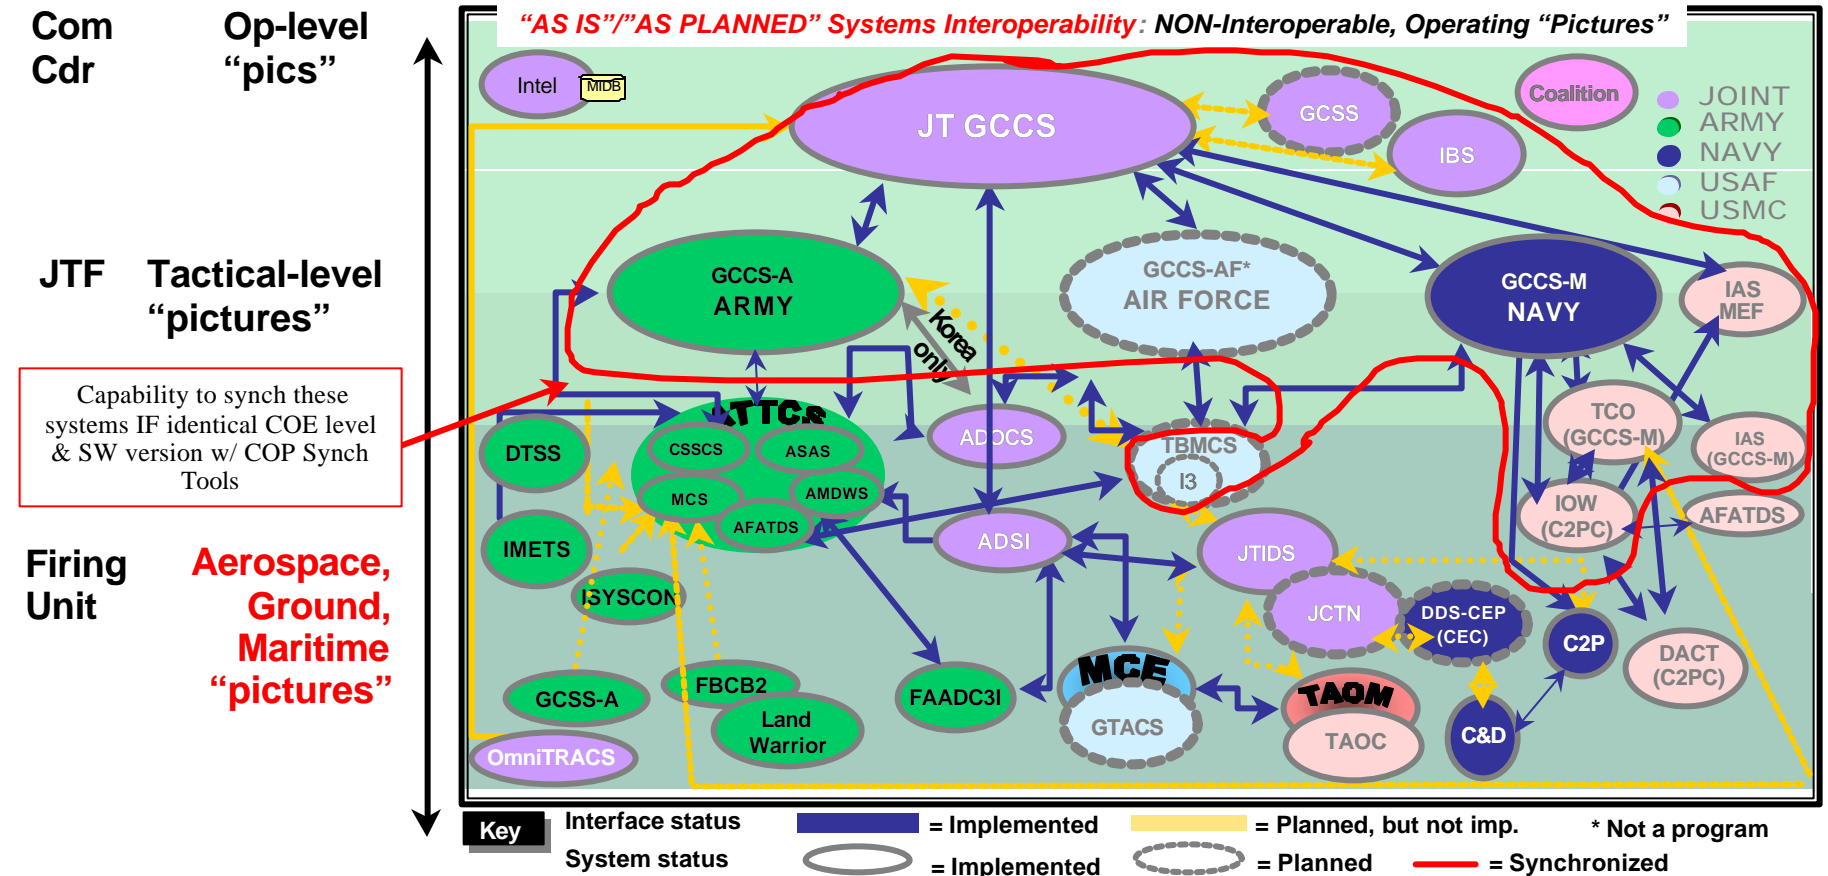 Com Op-level
Cdr “pics”
“AS IS”/”AS PLANNED” Systems Interoperability: NON-Interoperable, Operating “Pictures”
Intel
MIDB
JT GCCS
GCSS
IBS
Coalition
JOINT
ARMY
NAVY
USAF
USMC
JTF Tactical-level
“pictures”
GCCS-A
ARMY
GCCS-AF*
AIR FORCE
GCCS-M
NAVY
IAS
MEF
Korea
only
Capability to synch these
systems IF identical COE level
& SW version w/ COP Synch
Tools
DTSS
CSSCS
ASAS
MCS
AMDWS
AFATDS
ADOCS
TBMCS
I3
TCO
(GCCS-M)
IAS
(GCCS-M)
IOW
(C2PC)
AFATDS
IMETS
ADSI
JTIDS
Firing
Unit
Aerospace,
Ground,
Maritime
“pictures”
ISYSCON
JCTN
DDS-CEP
(CEC)
C2P
DACT
(C2PC)
GCSS-A
FBCB2
Land
Warrior
FAADC3I
MCE
GTACS
TAOM
TAOC
C&D
OmniTRACS
Key
Interface status = Implemented = Planned, but not imp. * Not a program
System status = Implemented = Planned = Synchronized